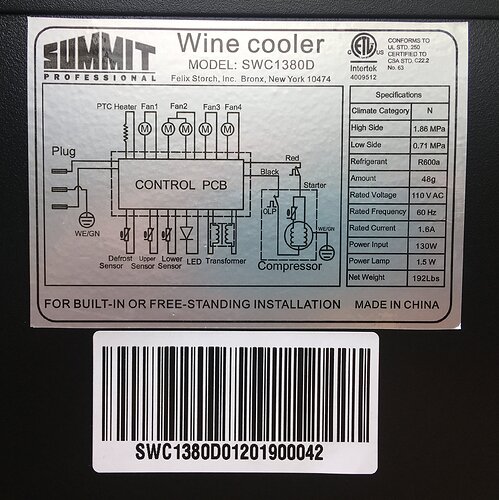 SUMMIT
PROFESSIONAL
Wine cooler
MODEL: SWC1380D
Felix Storch, Inc. Bronx, New York 10474
ETL
CM
LISTED
US
Intertek
4009512
CONFORMS TO
UL STD. 250
CERTIFIED TO
CSA STD. C22.2
No. 63
PTC Heater
Fan1
Fan2
Fan3
Fan4
M
M
M
M
M
Plug
CONTROL PCB
WE/GN
Red
Black
Starter
OLP
WE/GN
Compressor
Defrost
Sensor
Upper
Sensor
Lower
Sensor
LED
Transformer
Specifications
Climate Category N
High Side 1.86 MPa
Low Side 0.71 MPa
Refrigerant R600a
Amount 48g
Rated Voltage 110 V AC
Rated Frequency 60 Hz
Rated Current 1.6A
Power Input 130W
Power Lamp 1.5 W
Net Weight 192Lbs
FOR BUILT-IN OR FREE-STANDING INSTALLATION
MADE IN CHINA
SWC1380D01201900042